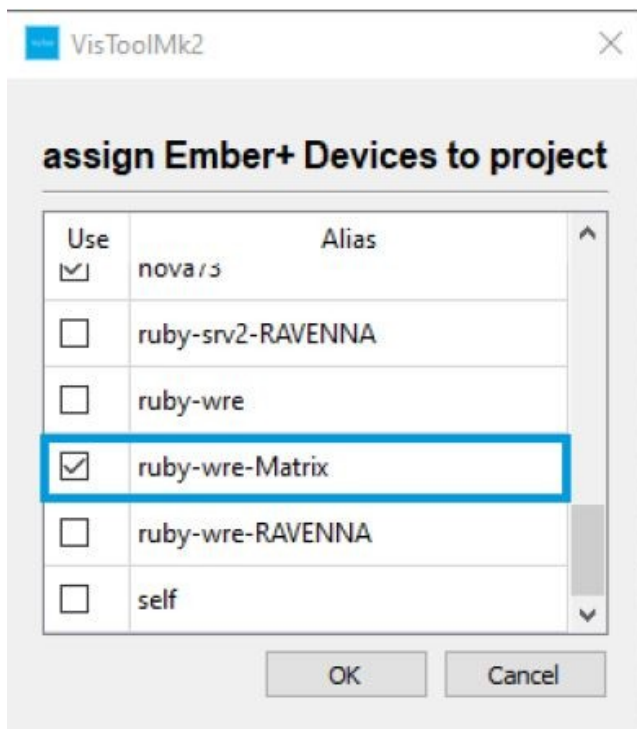 VisToolMk2
assign Ember+ Devices to project
Use Alias
nova73
ruby-srv2-RAVENNA
ruby-wre
ruby-wre-Matrix
ruby-wre-RAVENNA
self
OK Cancel